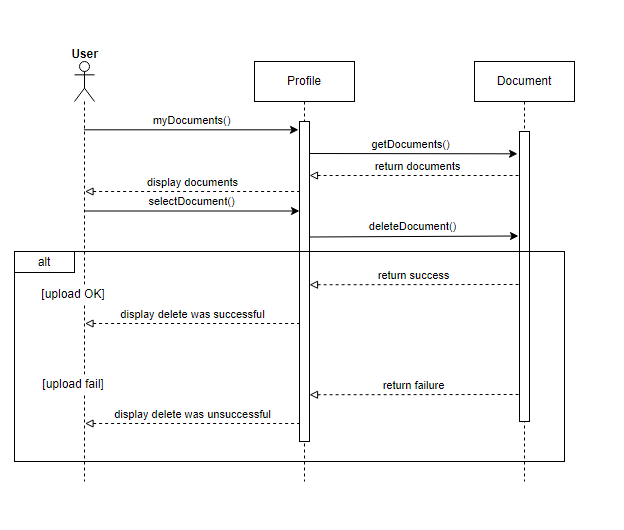 User
Profile
Document
myDocuments()
getDocuments()
return documents
display documents
selectDocument()
deleteDocument()
alt
return success
[upload OK]
display delete was successful
[upload fail]
return failure
display delete was unsuccessful